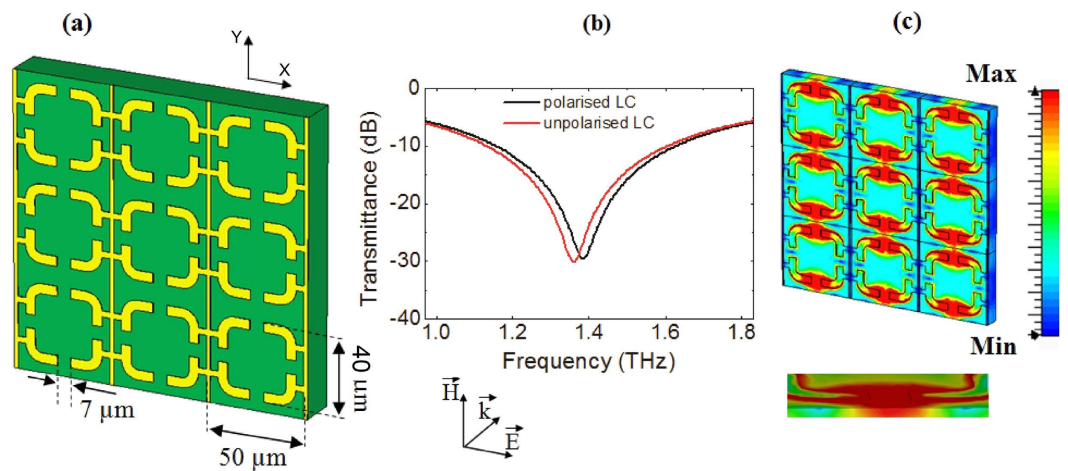 (a)
Y
X
40 µm
7 µm
50 µm
(b)
0
-10
-20
-30
-40
Transmittance (dB)
polarised LC
unpolarised LC
1.0
1.2
1.4
1.6
1.8
Frequency (THz)
H
k
E
(c)
Max
Min